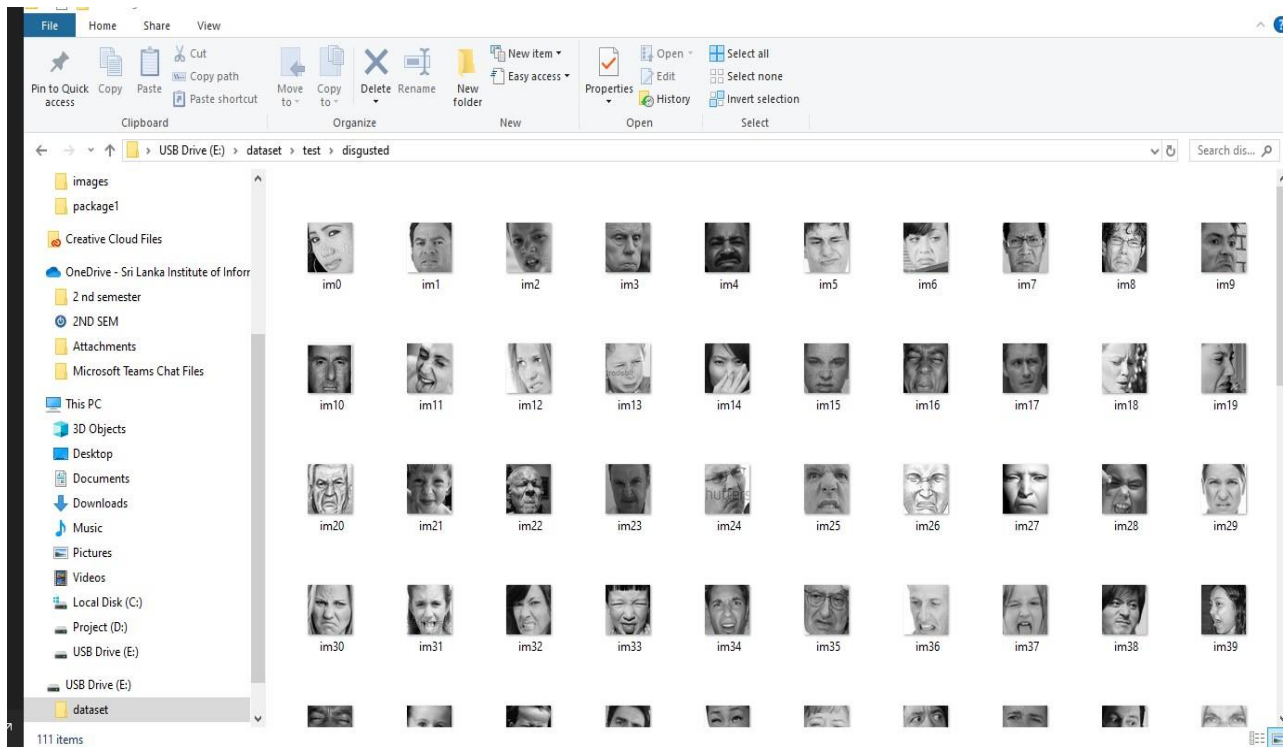 File Home Share View
Pin to Quick access
Copy
Paste
Cut
Copy path
Paste shortcut
Clipboard
Move to
Copy to
Delete
Rename
Organize
New folder
New item
Easy access
New
Properties
Open
Edit
History
Open
Select all
Select none
Invert selection
Select
USB Drive (E:) > dataset > test > disgusted
Search dis...
images
package1
Creative Cloud Files
OneDrive - Sri Lanka Institute of Inforr
2 nd semester
2ND SEM
Attachments
Microsoft Teams Chat Files
This PC
3D Objects
Desktop
Documents
Downloads
Music
Pictures
Videos
Local Disk (C:)
Project (D:)
USB Drive (E:)
USB Drive (E:)
dataset
im0 im1 im2 im3 im4 im5 im6 im7 im8 im9
im10 im11 im12 im13 im14 im15 im16 im17 im18 im19
im20 im21 im22 im23 im24 im25 im26 im27 im28 im29
im30 im31 im32 im33 im34 im35 im36 im37 im38 im39
111 items